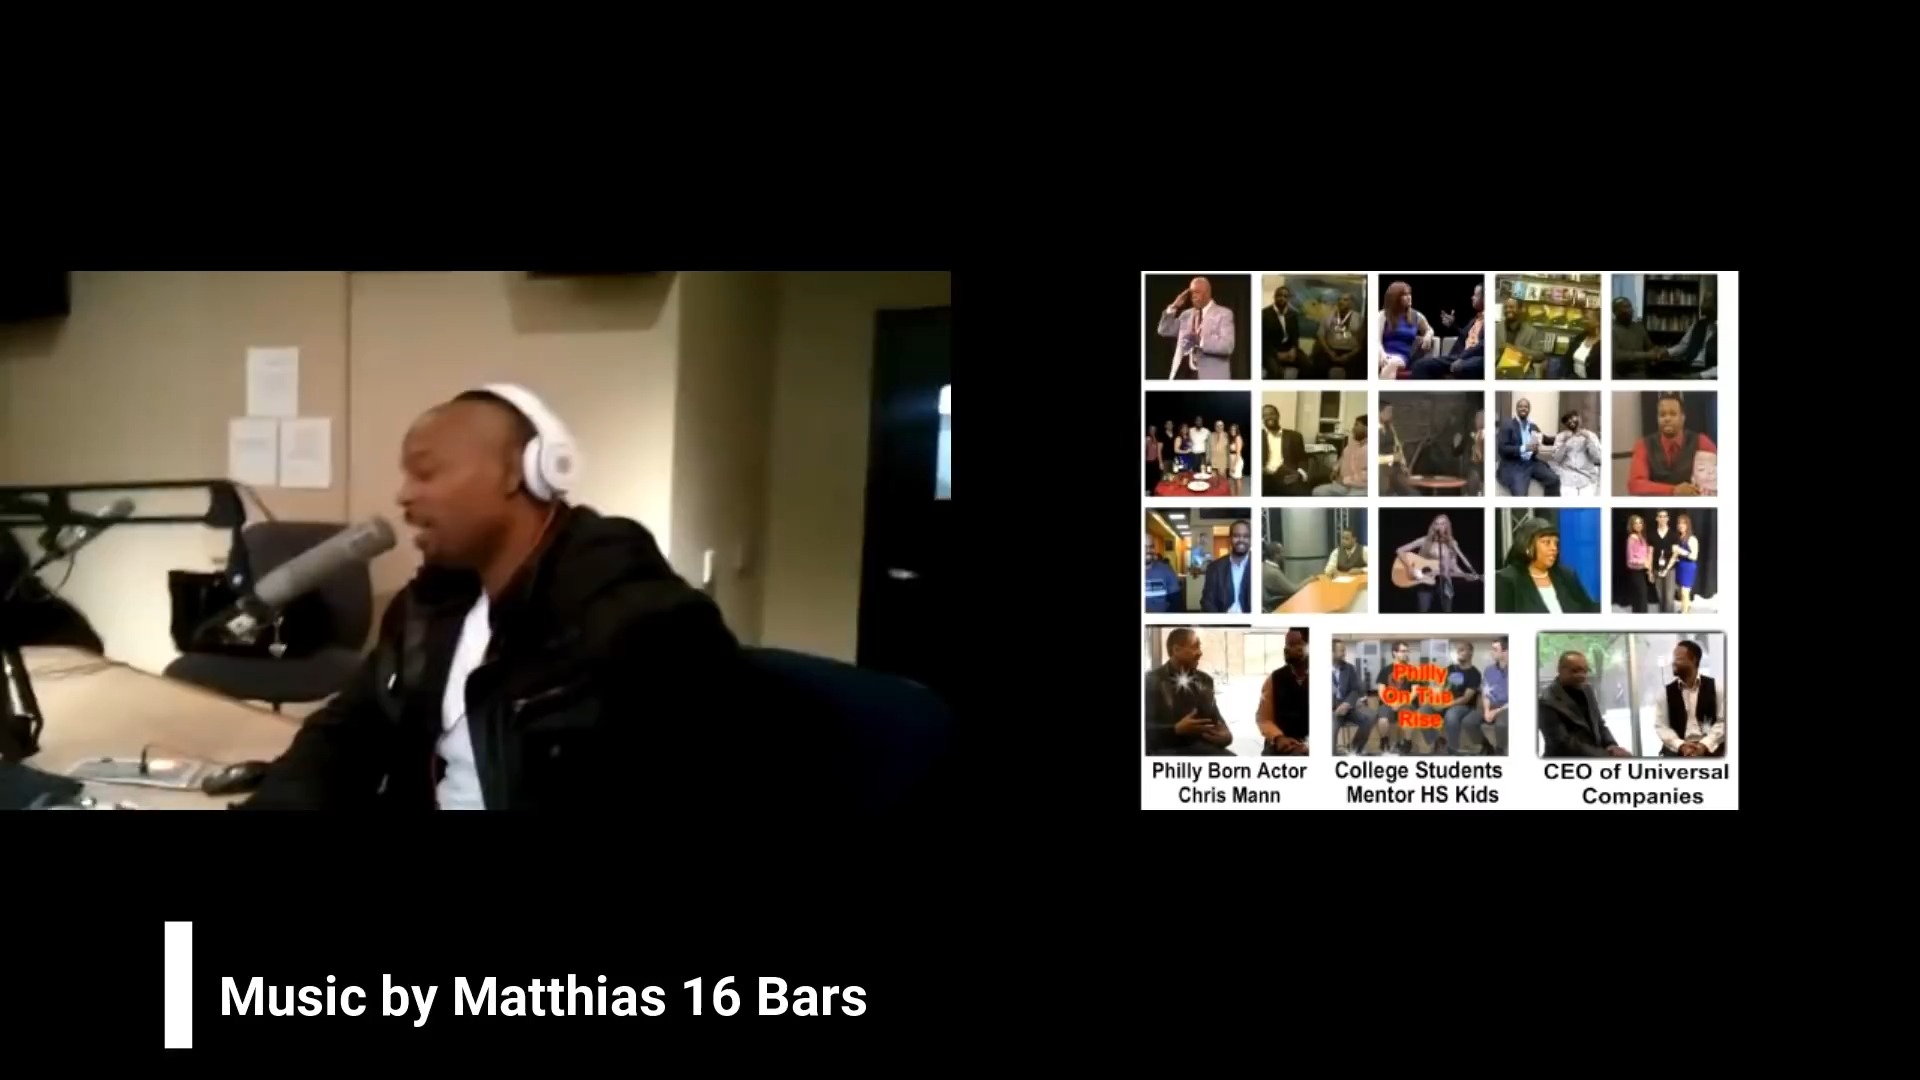 Philly
On The
Rise
Philly Born Actor
Chris Mann
College Students
Mentor HS Kids
CEO of Universal
Companies
Music by Matthias 16 Bars